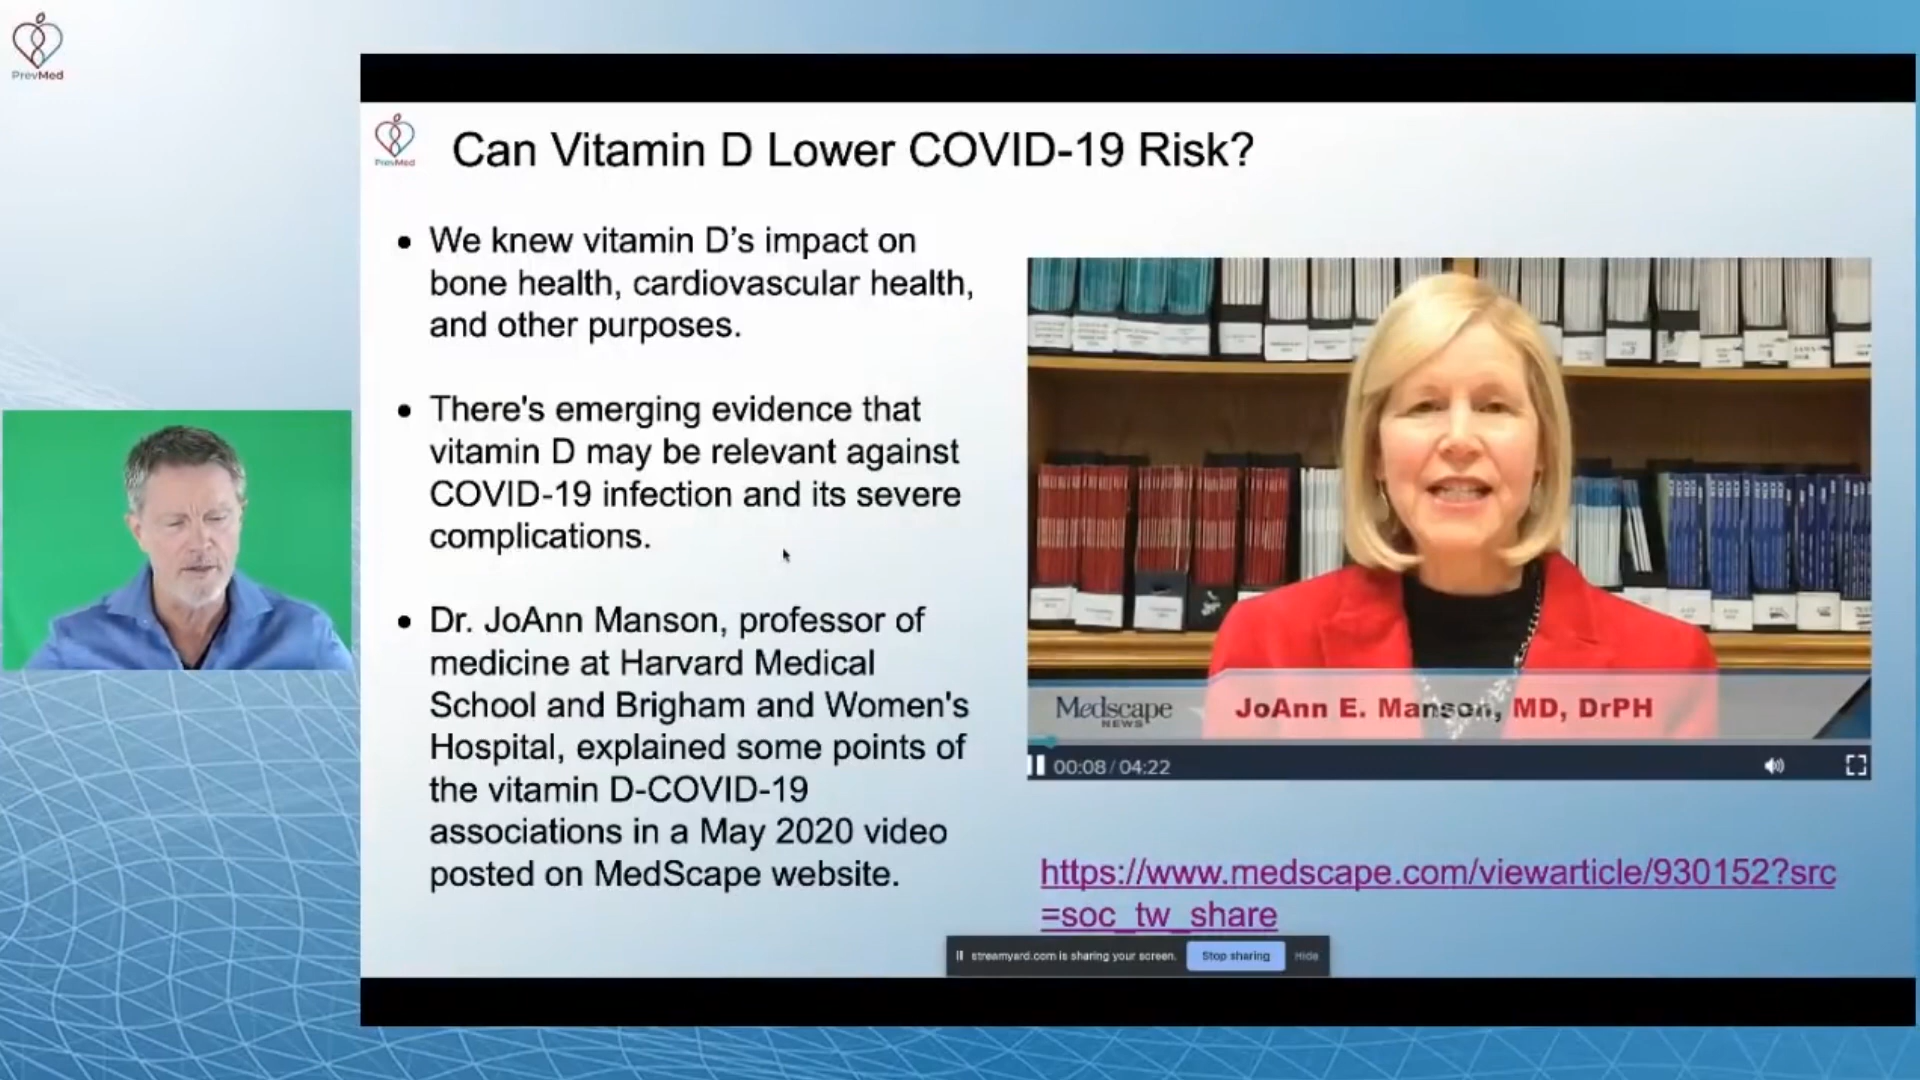 PrevMed
PrevMed
Can Vitamin D Lower COVID-19 Risk?
• We knew vitamin D’s impact on
bone health, cardiovascular health,
and other purposes.
• There's emerging evidence that
vitamin D may be relevant against
COVID-19 infection and its severe
complications.
• Dr. JoAnn Manson, professor of
medicine at Harvard Medical
School and Brigham and Women's
Hospital, explained some points of
the vitamin D-COVID-19
associations in a May 2020 video
posted on MedScape website.
Medscape
NEWS
JoAnn E. Manson, MD, DrPH
00:08 / 04:22
https://www.medscape.com/viewarticle/930152?src
=soc_tw_share
streamyard.com is sharing your screen.
Stop sharing
Hide